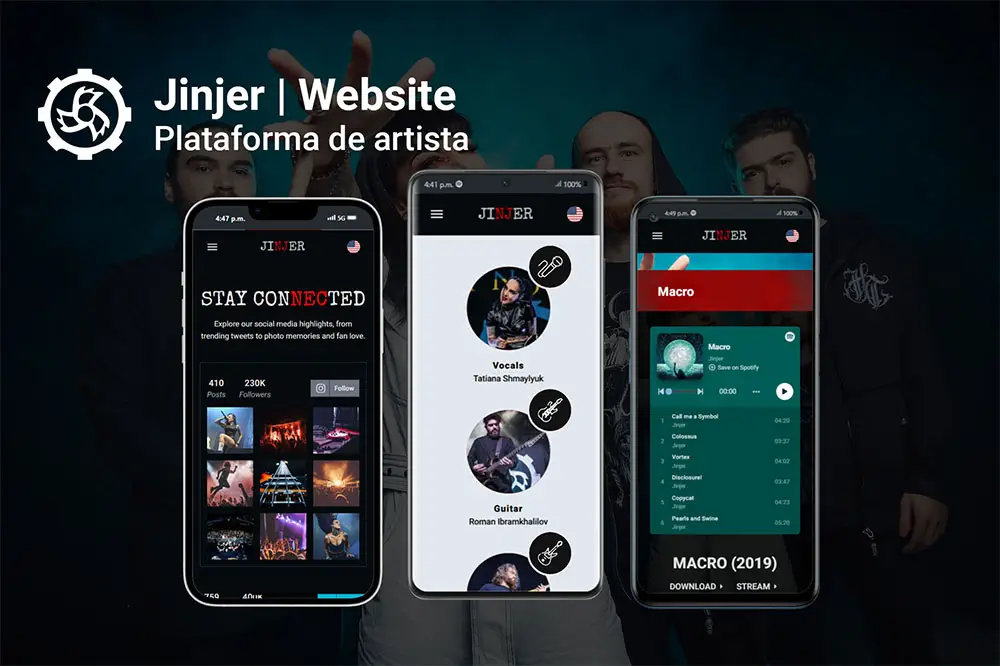 Jinjer | Website
Plataforma de artista
4:47 p.m.
5G
JINJER
STAY CONNECTED
Explore our social media highlights, from
trending tweets to photo memories and fan love.
410
Posts
230K
Followers
Follow
759
40UK
4:41 p.m.
100%
JINJER
Vocals
Tatiana Shmaylyuk
Guitar
Roman Ibramkhalilov
4:49 p.m.
100%
JINJER
Macro
Macro
Jinjer
Save on Spotify
00:00
1 Call me a Symbol 04:20
Jinjer
2 Colossus 03:37
Jinjer
3 Vortex 04:02
Jinjer
4 Disclosure! 03:47
Jinjer
5 Copycat 04:23
Jinjer
6 Pearls and Swine 05:20
Jinjer
MACRO (2019)
DOWNLOAD
STREAM